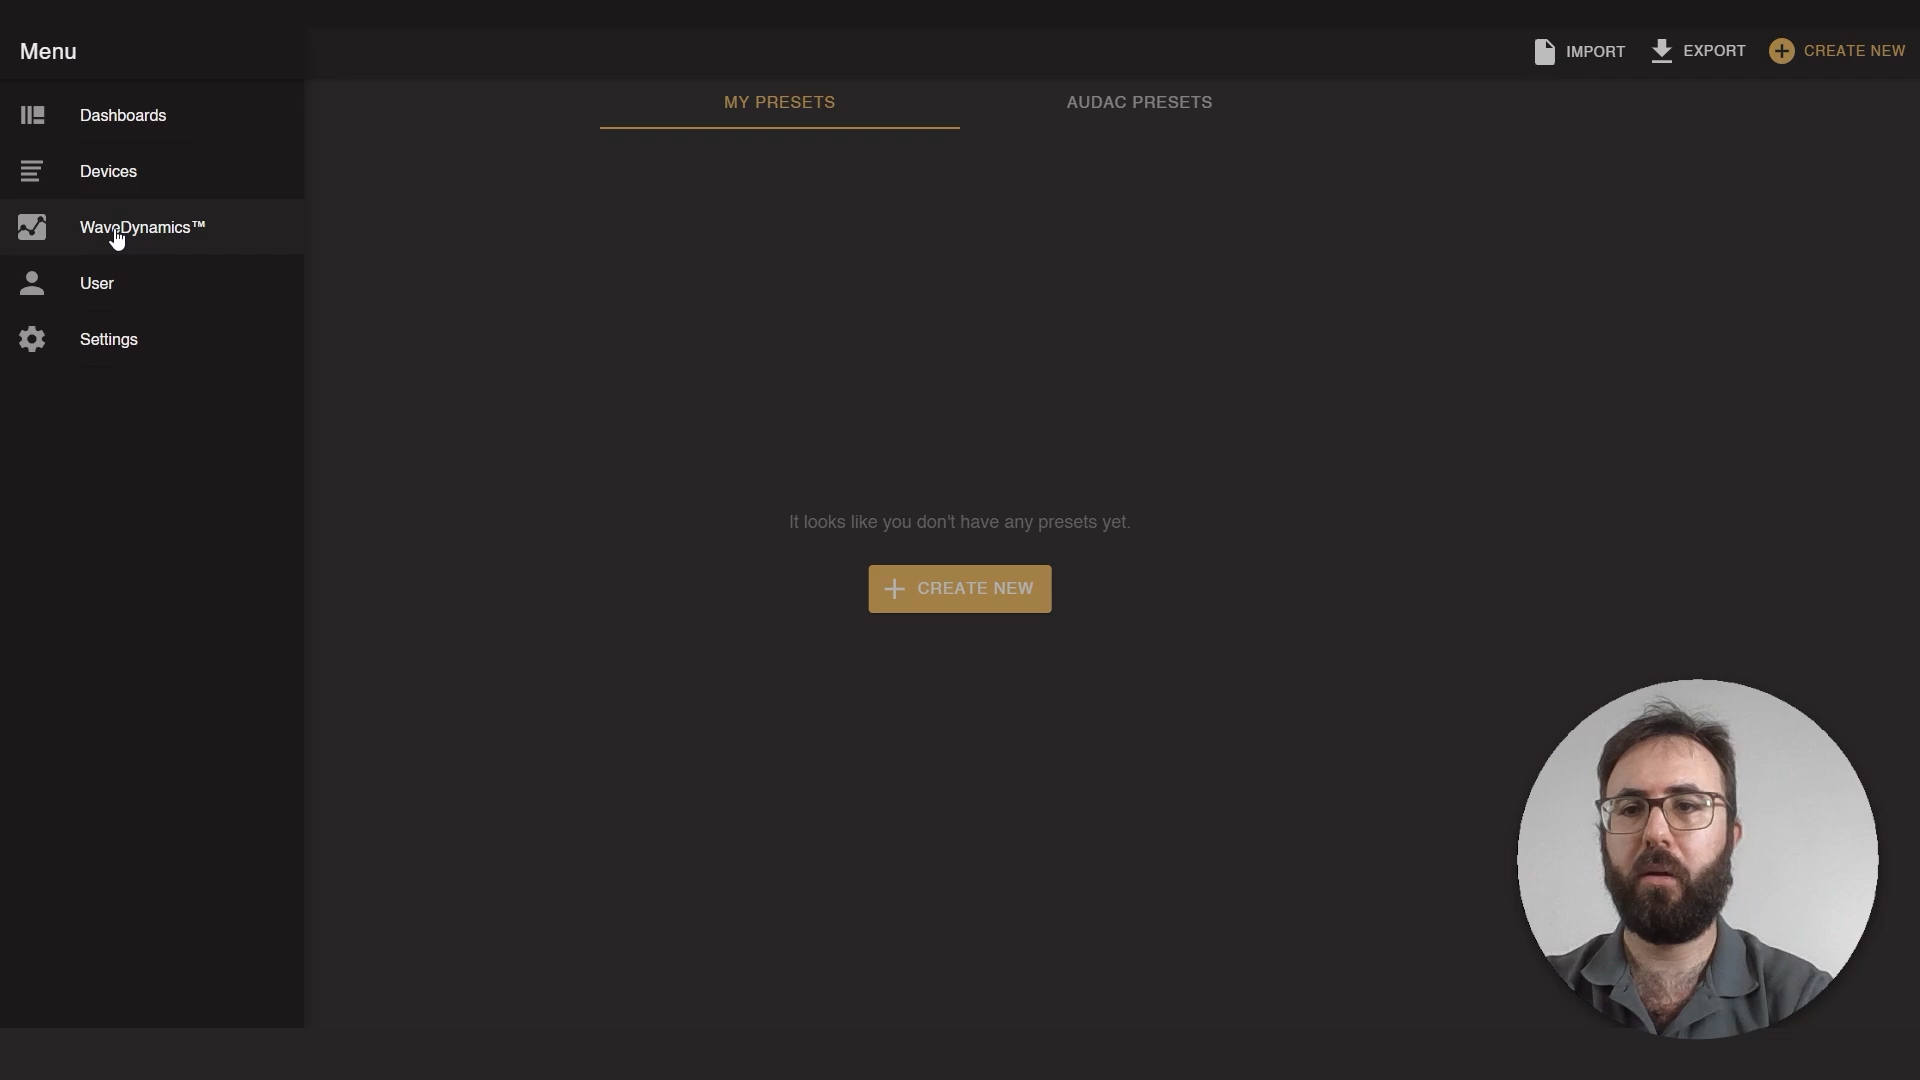 Menu
IMPORT
EXPORT
CREATE NEW
Dashboards
Devices
WaveDynamics™
User
Settings
MY PRESETS
AUDAC PRESETS
It looks like you don't have any presets yet.
CREATE NEW